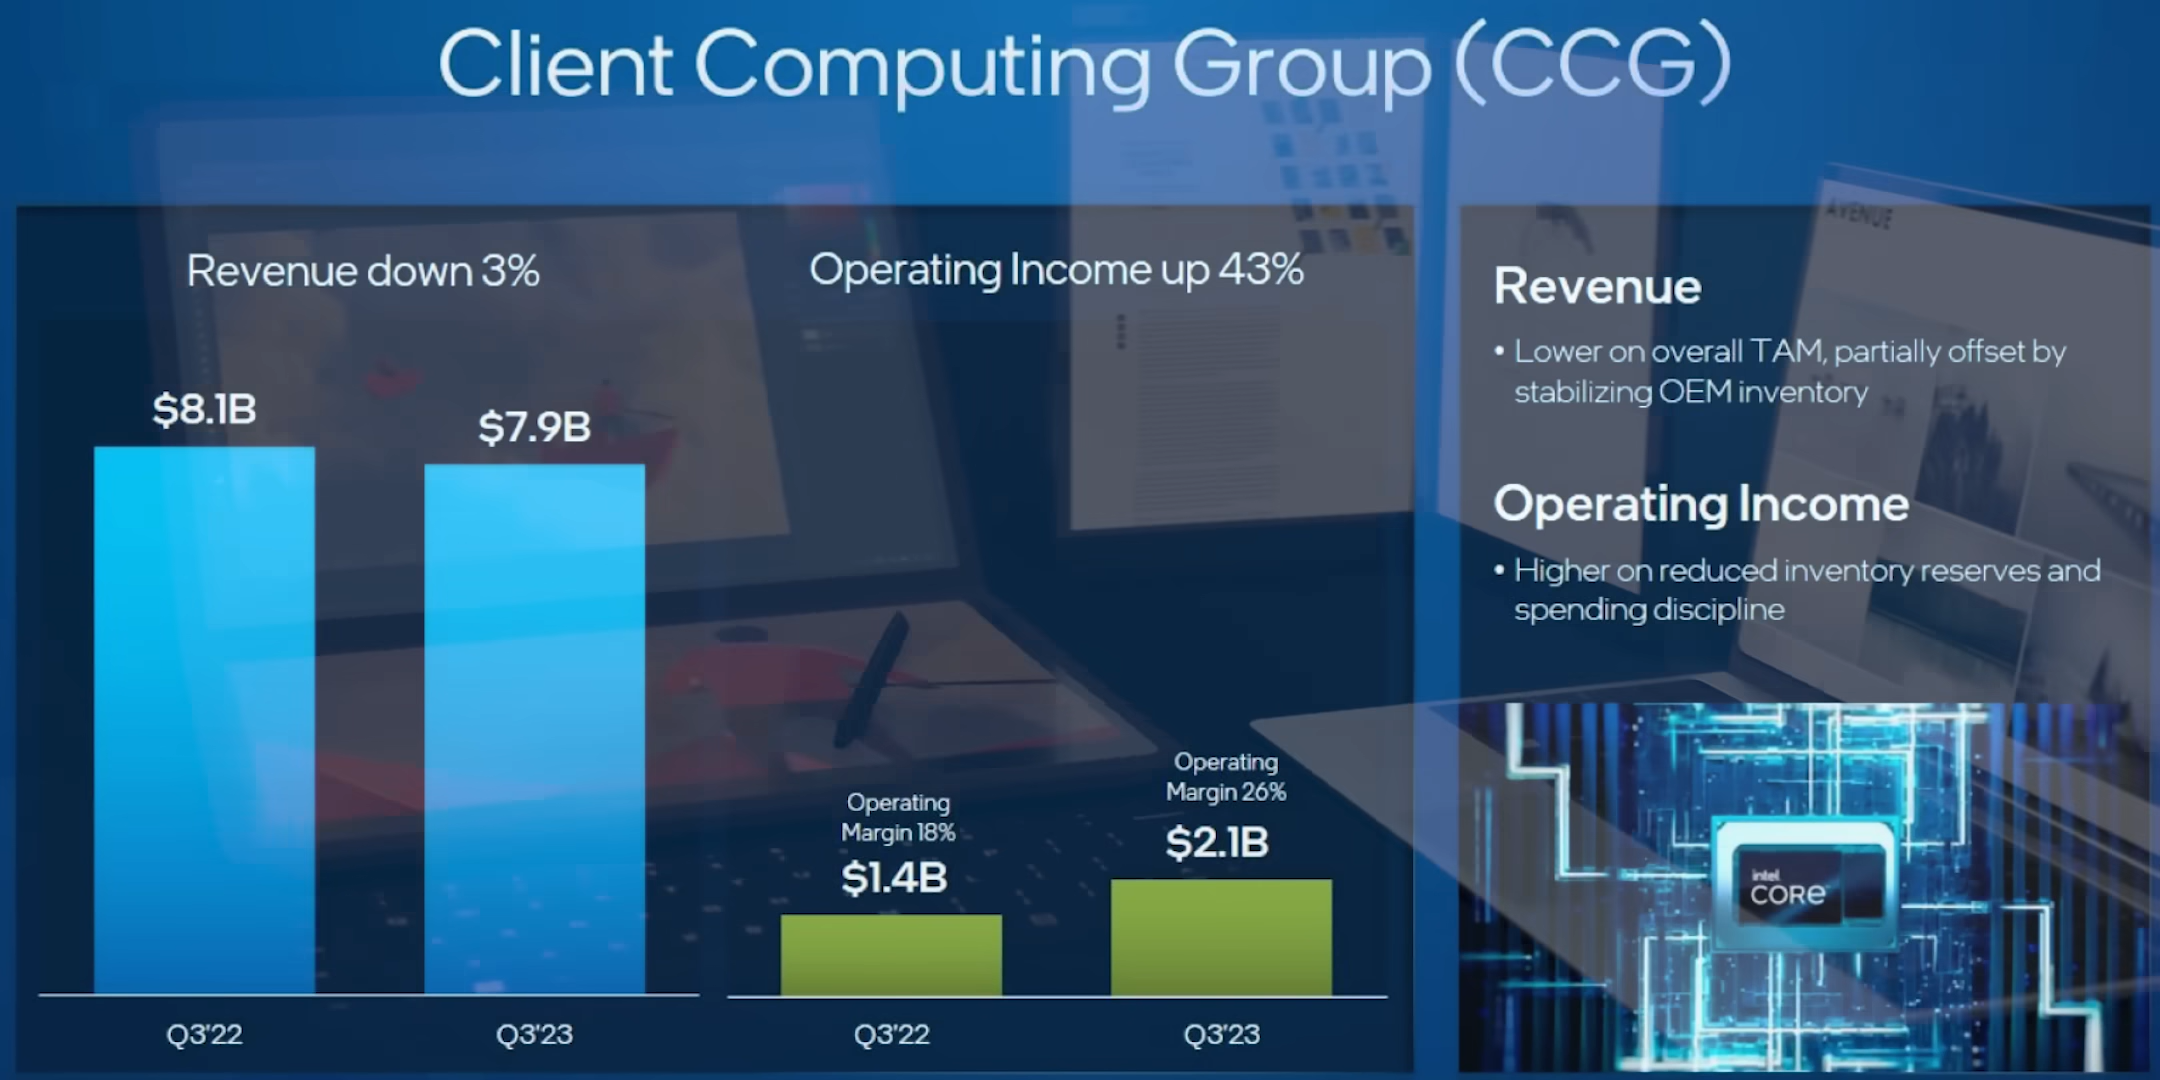 Client Computing Group (CCG)
Revenue down 3%
$8.1B
$7.9B
Q3'22
Q3'23
Operating Income up 43%
Operating
Margin 18%
$1.4B
Operating
Margin 26%
$2.1B
Q3'22
Q3'23
Revenue
• Lower on overall TAM, partially offset by
stabilizing OEM inventory
Operating Income
• Higher on reduced inventory reserves and
spending discipline
AVENUE
intel
CORE